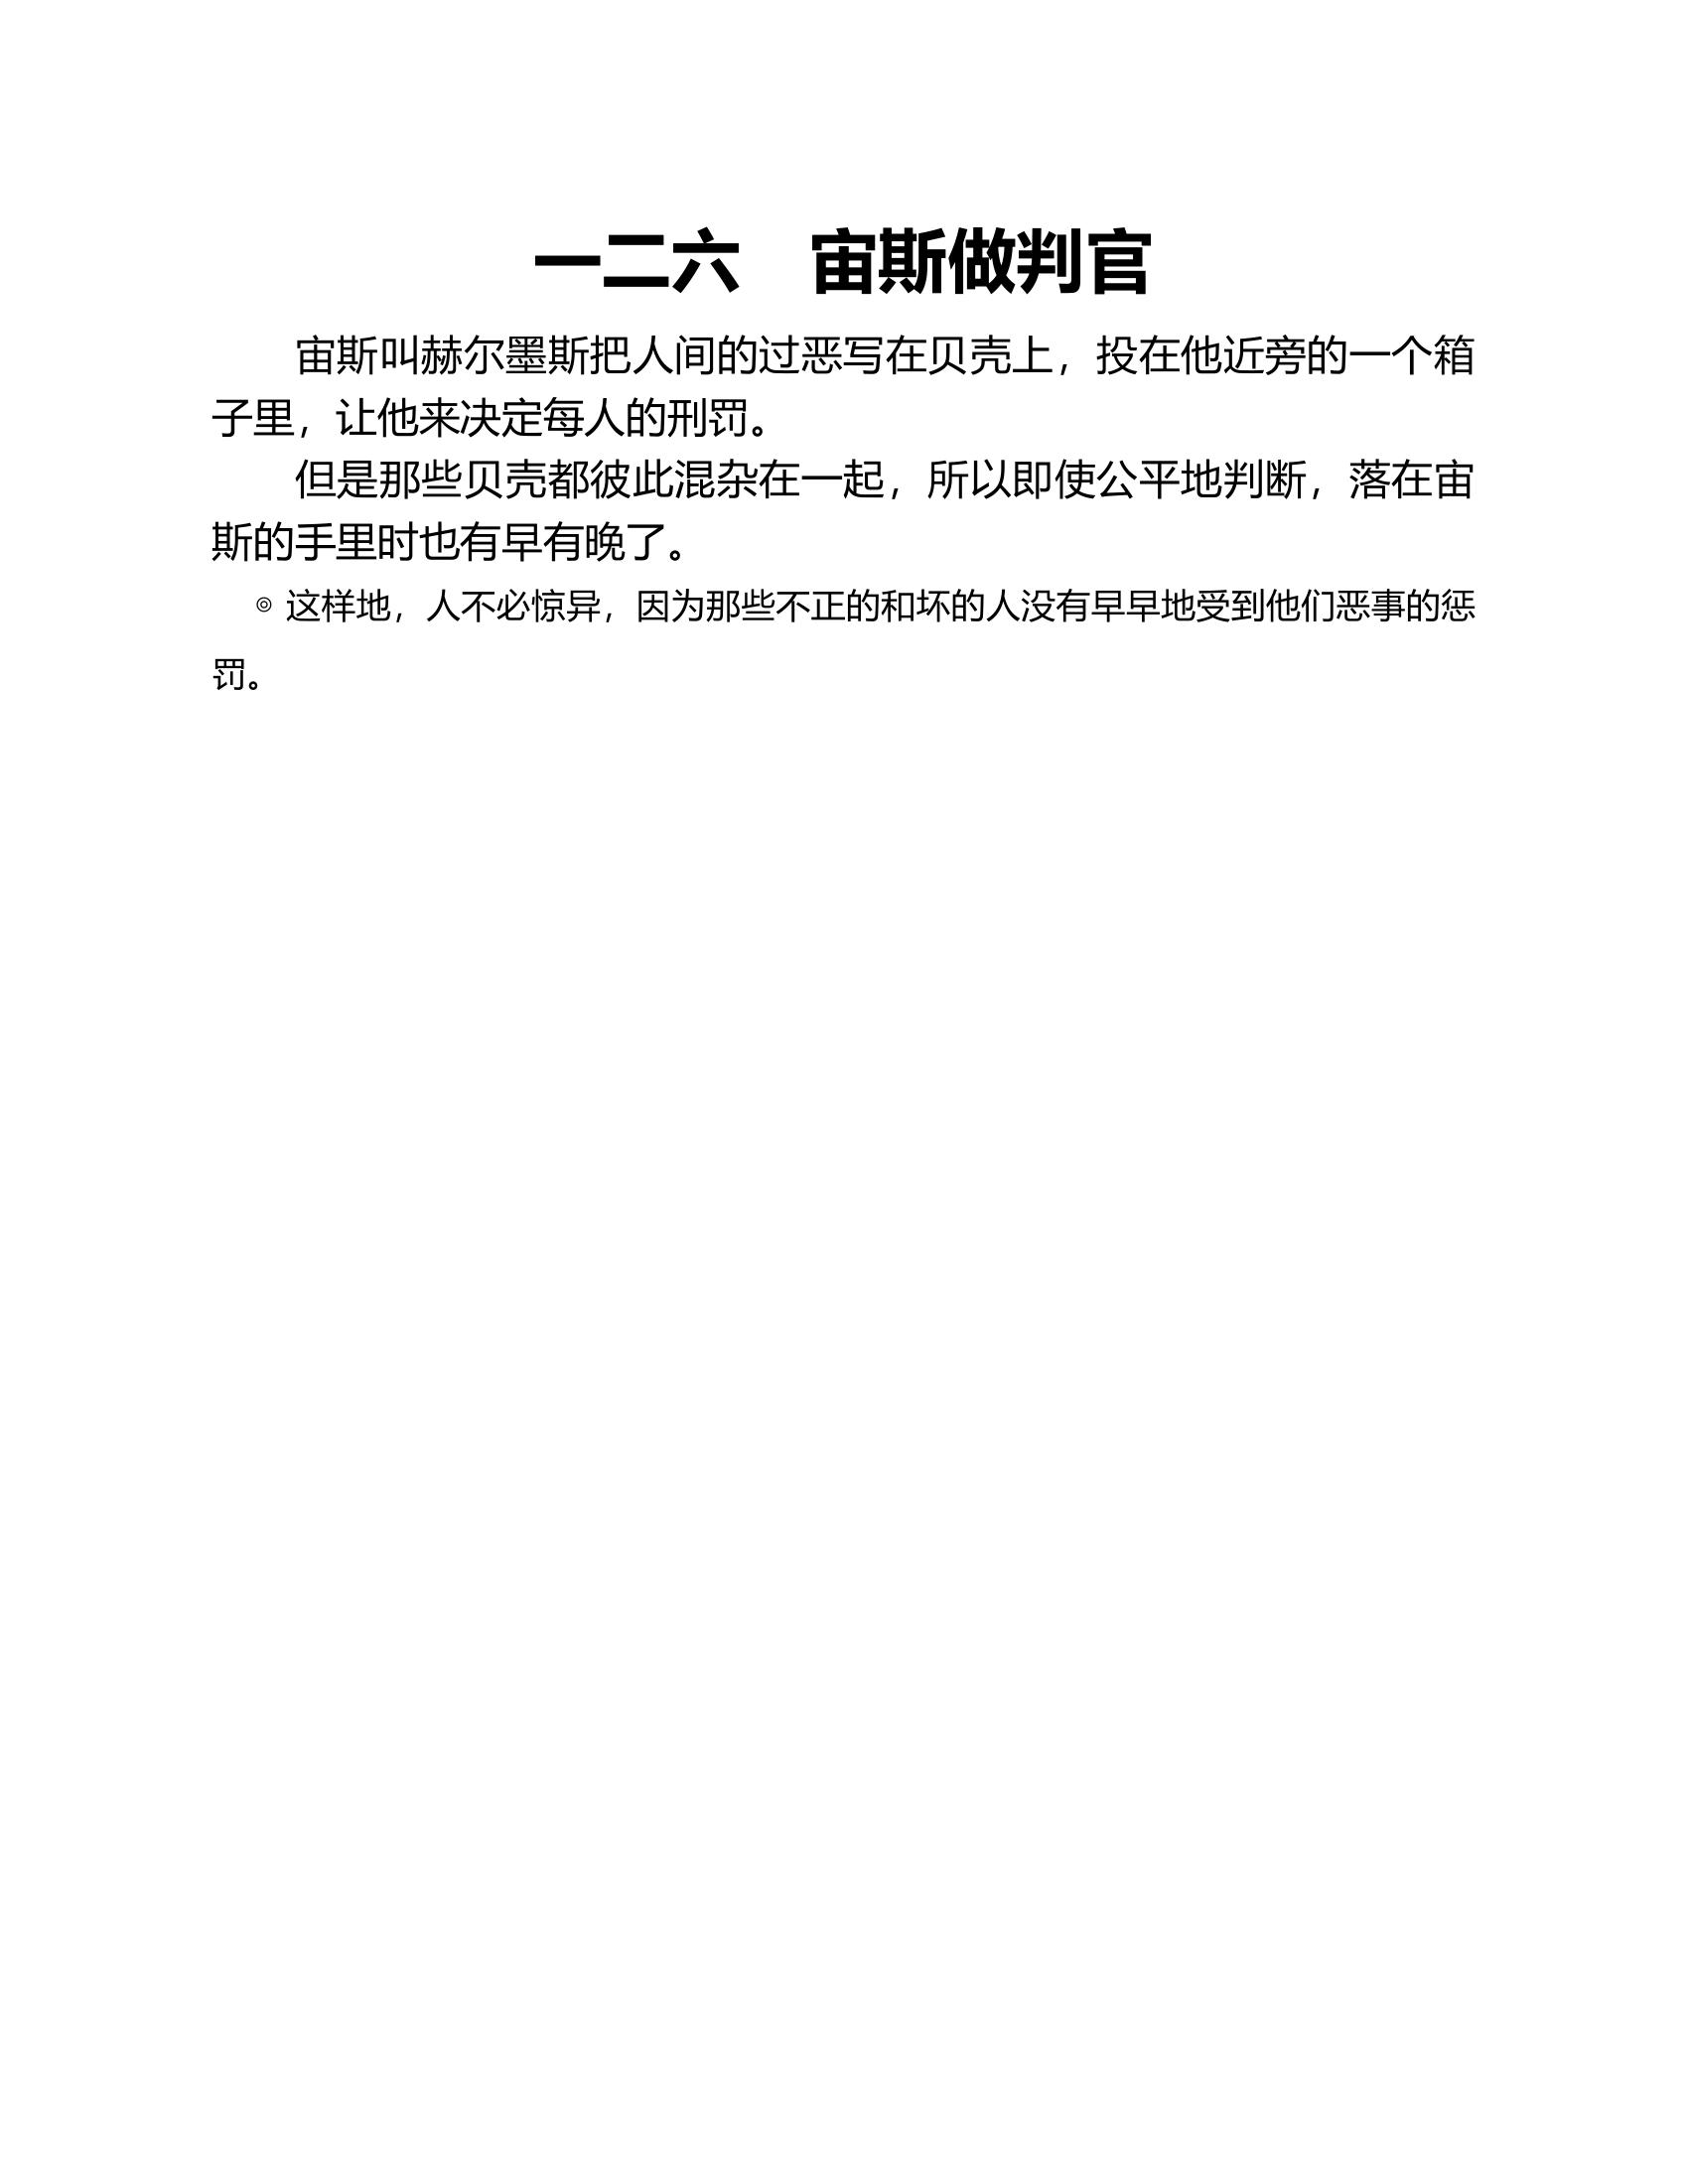 一二六　宙斯做判官
宙斯叫赫尔墨斯把人间的过恶写在贝壳上，投在他近旁的一个箱
子里，让他来决定每人的刑罚。
但是那些贝壳都彼此混杂在一起，所以即使公平地判断，落在宙
斯的手里时也有早有晚了。
◎ 这样地，人不必惊异，因为那些不正的和坏的人没有早早地受到他们恶事的惩
罚。